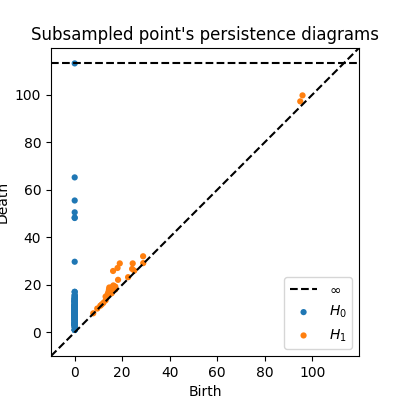 Subsampled point's persistence diagrams
Death
100
80
60
40
20
0
∞
H₀
H₁
0 20 40 60 80 100
Birth